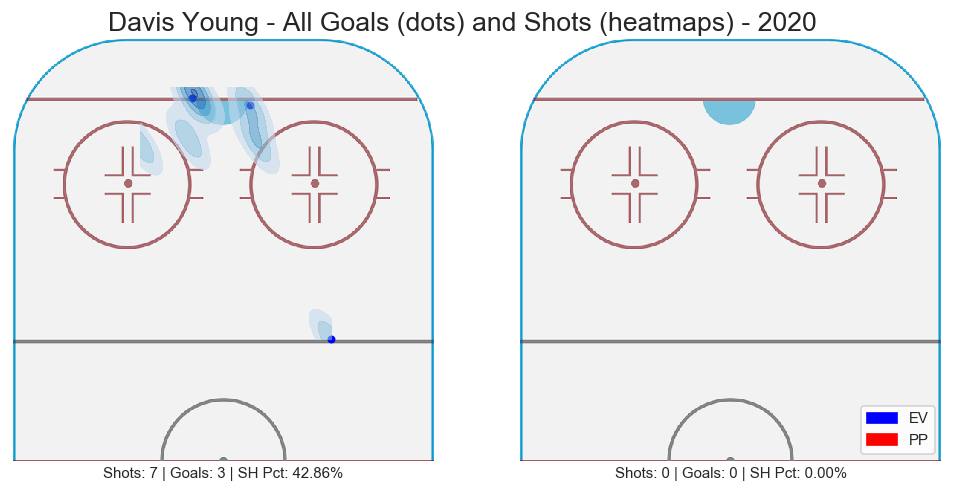 Davis Young - All Goals (dots) and Shots (heatmaps) - 2020
EV
PP
Shots: 7 | Goals: 3 | SH Pct: 42.86%
Shots: 0 | Goals: 0 | SH Pct: 0.00%